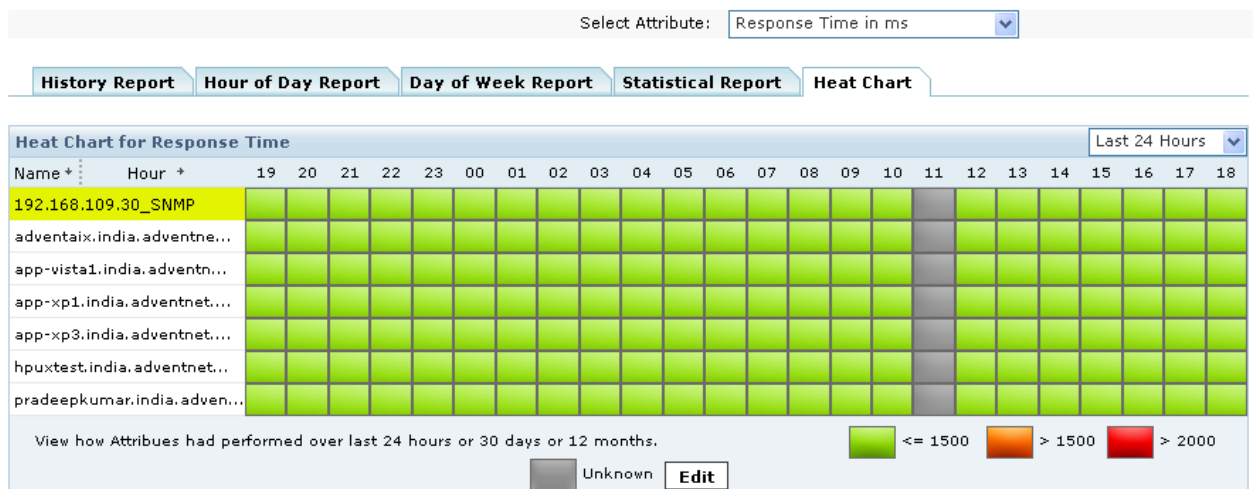 Select Attribute: Response Time in ms
History Report Hour of Day Report Day of Week Report Statistical Report Heat Chart
Heat Chart for Response Time Last 24 Hours
Name Hour 19 20 21 22 23 00 01 02 03 04 05 06 07 08 09 10 11 12 13 14 15 16 17 18
192.168.109.30_SNMP
adventaix.india.adventne...
app-vista1.india.adventn...
app-xp1.india.adventnet....
app-xp3.india.adventnet....
hpuxtest.india.adventnet...
pradeepkumar.india.adven...
View how Attribues had performed over last 24 hours or 30 days or 12 months. <= 1500 > 1500 > 2000
Unknown Edit